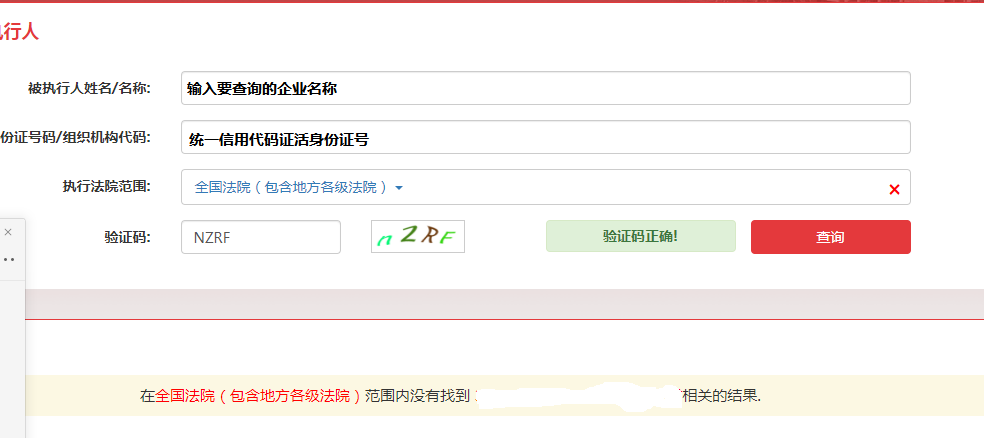 执行人
被执行人姓名/名称: 输入要查询的企业名称
份证号码/组织机构代码: 统一信用代码证活身份证号
执行法院范围: 全国法院（包含地方各级法院）
验证码: NZRF nZRF 验证码正确! 查询
在全国法院（包含地方各级法院）范围内没有找到 相关的结果.